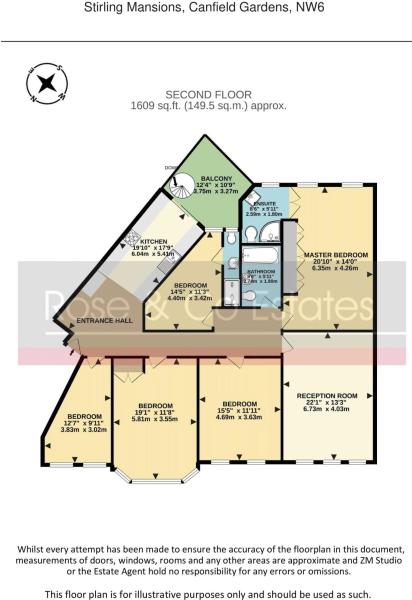 Stirling Mansions, Canfield Gardens, NW6
N
E
S
W
SECOND FLOOR
1609 sq.ft. (149.5 sq.m.) approx.
DOWN
BALCONY
12'4" x 10'9"
3.75m x 3.27m
ENSUITE
8'6" x 5'11"
2.59m x 1.80m
KITCHEN
19'10" x 17'9"
6.04m x 5.41m
MASTER BEDROOM
20'10" x 14'0"
6.35m x 4.26m
BATHROOM
BEDROOM
14'5" x 11'3"
4.40m x 3.42m
Rose & Co Estates
ENTRANCE HALL
BEDROOM
12'7" x 9'11"
3.83m x 3.02m
BEDROOM
19'1" x 11'8"
5.81m x 3.55m
BEDROOM
15'5" x 11'11"
4.69m x 3.63m
RECEPTION ROOM
22'1" x 13'3"
6.73m x 4.03m
Whilst every attempt has been made to ensure the accuracy of the floorplan in this document,
measurements of doors, windows, rooms and any other areas are approximate and ZM Studio
or the Estate Agent hold no responsibility for any errors or omissions.
This floor plan is for illustrative purposes only and should be used as such.